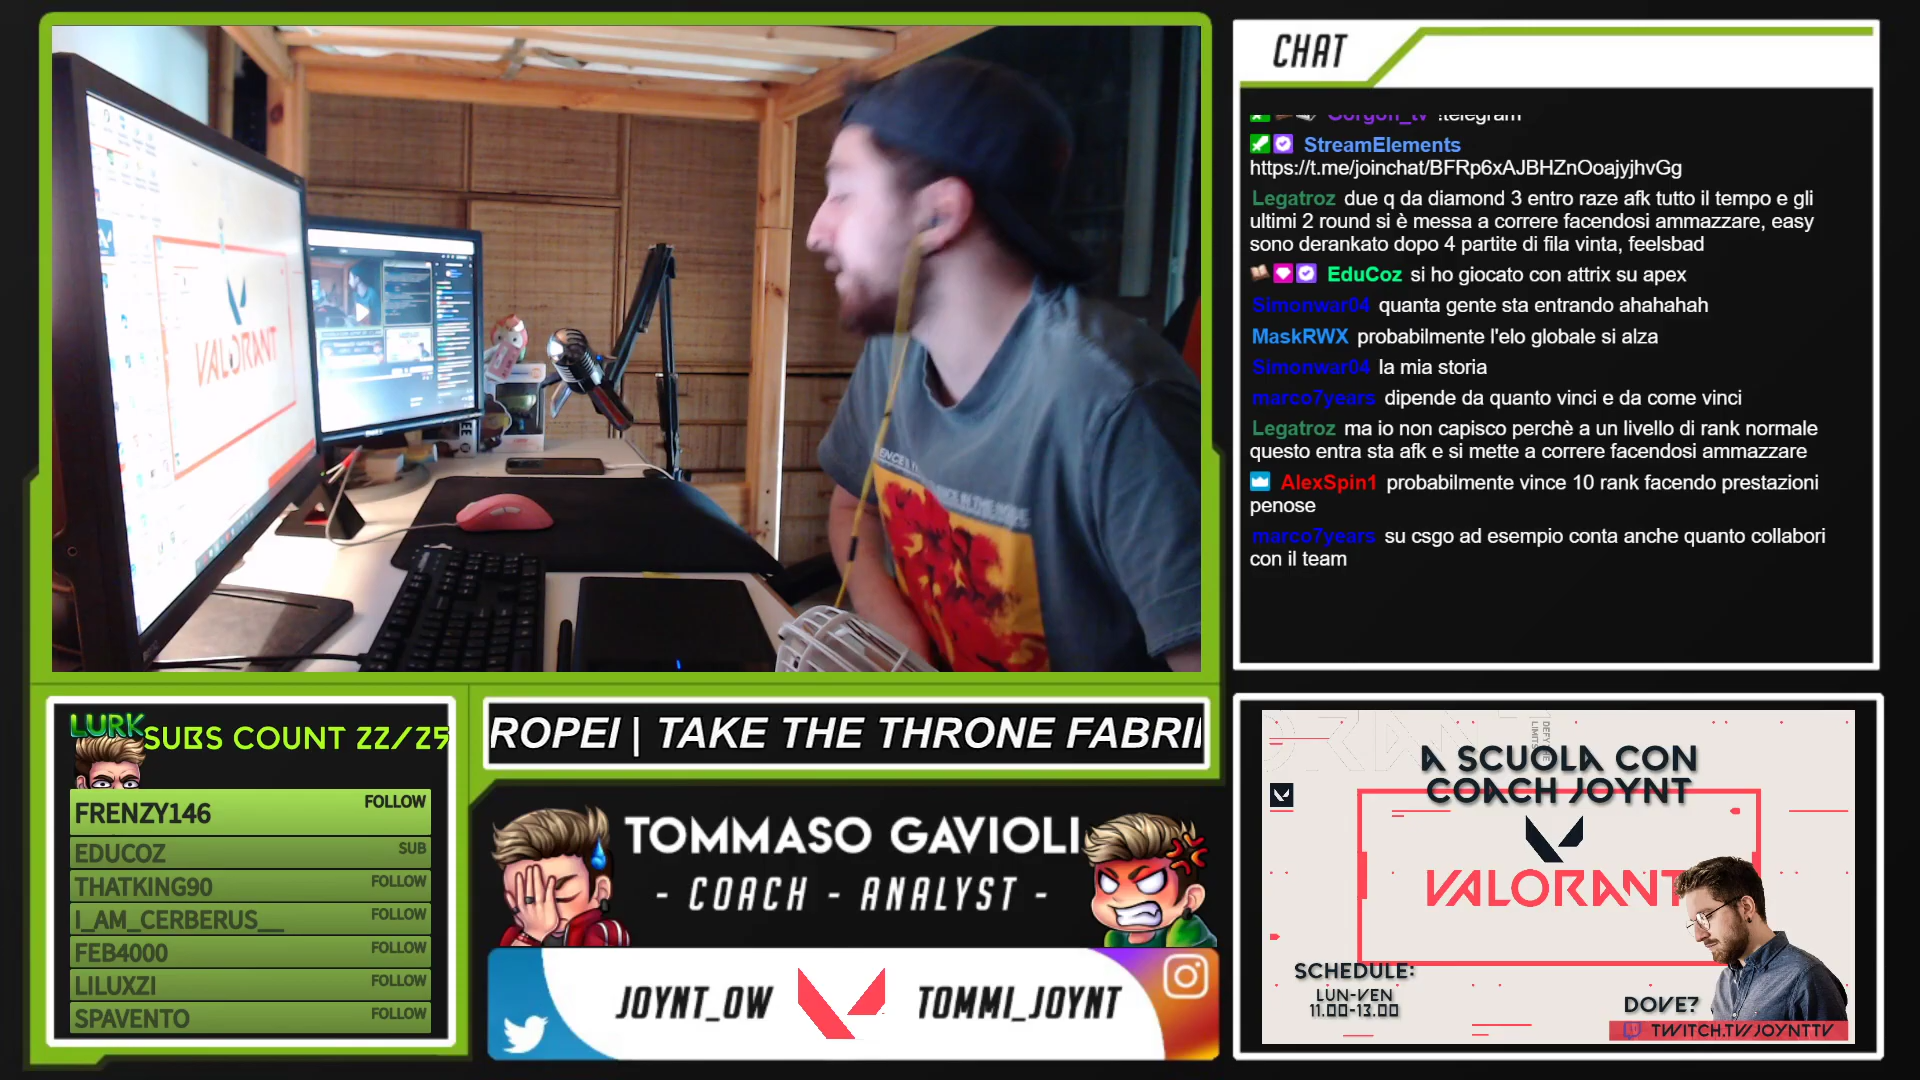 CHAT
Gorgon_tv !telegram
StreamElements
https://t.me/joinchat/BFRp6xAJBHZnOoajyjhvGg
Legatroz due q da diamond 3 entro raze afk tutto il tempo e gli
ultimi 2 round si è messa a correre facendosi ammazzare, easy
sono derankato dopo 4 partite di fila vinta, feelsbad
EduCoz si ho giocato con attrix su apex
Simonwar04 quanta gente sta entrando ahahahah
MaskRWX probabilmente l'elo globale si alza
Simonwar04 la mia storia
marco7years dipende da quanto vinci e da come vinci
Legatroz ma io non capisco perchè a un livello di rank normale
questo entra sta afk e si mette a correre facendosi ammazzare
AlexSpin1 probabilmente vince 10 rank facendo prestazioni
penose
marco7years su csgo ad esempio conta anche quanto collabori
con il team
VALORANT
LURK
SUBS COUNT 22/25
FRENZY146 FOLLOW
EDUCOZ SUB
THATKING90 FOLLOW
I_AM_CERBERUS__ FOLLOW
FEB4000 FOLLOW
LILUXZI FOLLOW
SPAVENTO FOLLOW
ROPEI | TAKE THE THRONE FABRI
TOMMASO GAVIOLI
- COACH - ANALYST -
JOYNT_OW
TOMMI_JOYNT
DEFY THE
LIMITS
A SCUOLA CON
COACH JOYNT
VALORANT
SCHEDULE:
LUN-VEN
11.00-13.00
DOVE?
TWITCH.TV/JOYNTTV